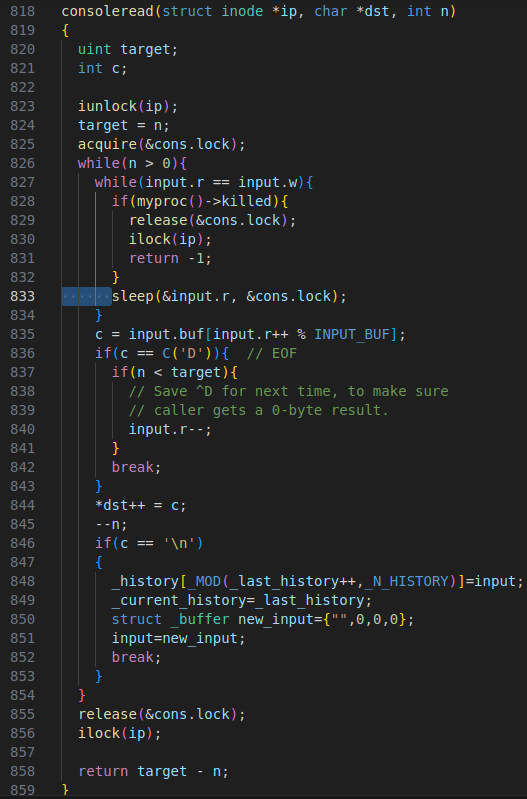 818 consoleread(struct inode *ip, char *dst, int n)
819 {
820   uint target;
821   int c;
822
823   iunlock(ip);
824   target = n;
825   acquire(&cons.lock);
826   while(n > 0){
827     while(input.r == input.w){
828       if(myproc()->killed){
829         release(&cons.lock);
830         ilock(ip);
831         return -1;
832       }
833 ······sleep(&input.r, &cons.lock);
834     }
835     c = input.buf[input.r++ % INPUT_BUF];
836     if(c == C('D')){  // EOF
837       if(n < target){
838         // Save ^D for next time, to make sure
839         // caller gets a 0-byte result.
840         input.r--;
841       }
842       break;
843     }
844     *dst++ = c;
845     --n;
846     if(c == '\n')
847     {
848       _history[_MOD(_last_history++,_N_HISTORY)]=input;
849       _current_history=_last_history;
850       struct _buffer new_input={"",0,0,0};
851       input=new_input;
852       break;
853     }
854   }
855   release(&cons.lock);
856   ilock(ip);
857
858   return target - n;
859 }